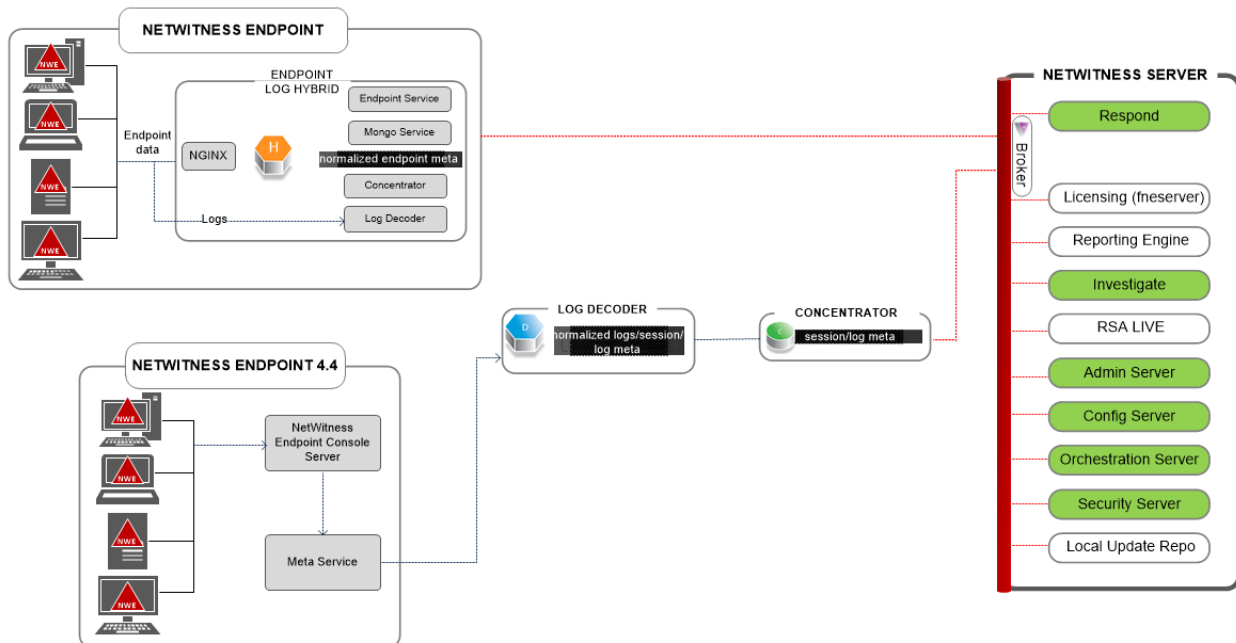 NETWITNESS ENDPOINT
NWE
NWE
NWE
NWE
Endpoint
data
ENDPOINT
LOG HYBRID
NGINX
H
Endpoint Service
Mongo Service
normalized endpoint meta
Concentrator
Log Decoder
Logs
NETWITNESS ENDPOINT 4.4
NWE
NWE
NWE
NWE
NetWitness
Endpoint Console
Server
Meta Service
LOG DECODER
D
normalized logs/session/
log meta
CONCENTRATOR
C
session/log meta
NETWITNESS SERVER
Broker
Respond
Licensing (fneserver)
Reporting Engine
Investigate
RSA LIVE
Admin Server
Config Server
Orchestration Server
Security Server
Local Update Repo